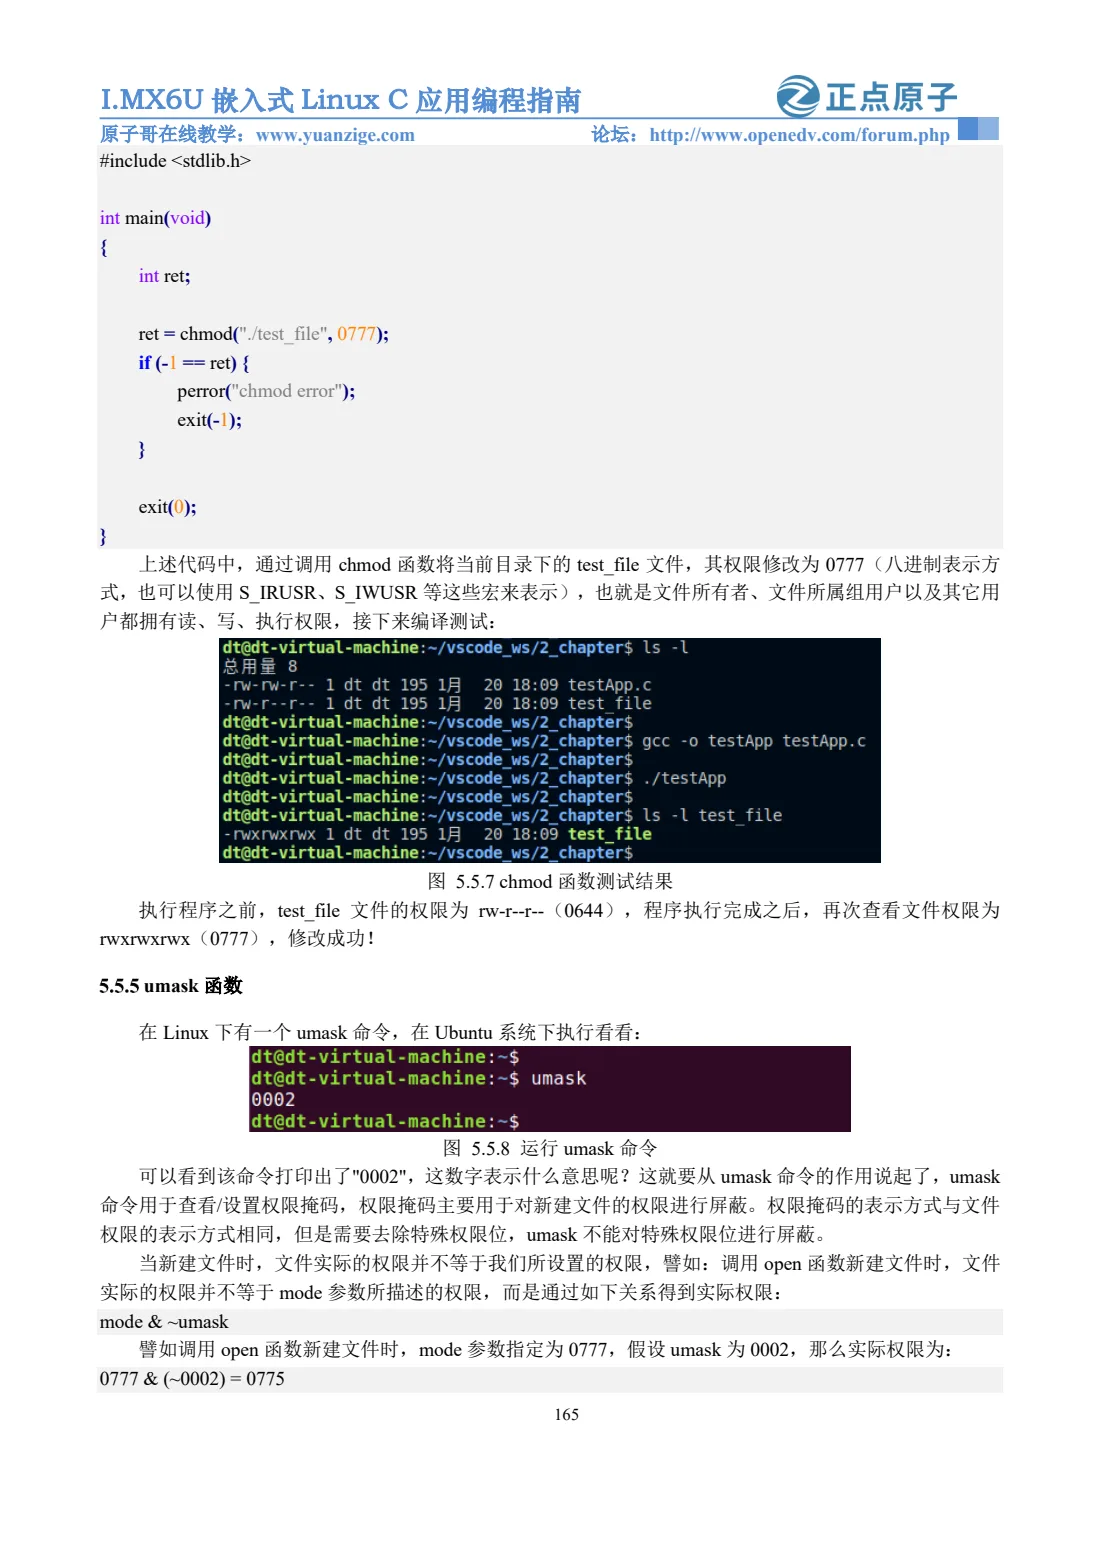 I.MX6U 嵌入式 Linux C 应用编程指南
正点原子
原子哥在线教学：www.yuanzige.com 论坛：http://www.openedv.com/forum.php
#include <stdlib.h>
int main(void)
{
int ret;
ret = chmod("./test_file", 0777);
if (-1 == ret) {
perror("chmod error");
exit(-1);
}
exit(0);
}
上述代码中，通过调用 chmod 函数将当前目录下的 test_file 文件，其权限修改为 0777（八进制表示方
式，也可以使用 S_IRUSR、S_IWUSR 等这些宏来表示），也就是文件所有者、文件所属组用户以及其它用
户都拥有读、写、执行权限，接下来编译测试：
dt@dt-virtual-machine:~/vscode_ws/2_chapter$ ls -l
总用量 8
-rw-rw-r-- 1 dt dt 195 1月 20 18:09 testApp.c
-rw-r--r-- 1 dt dt 195 1月 20 18:09 test_file
dt@dt-virtual-machine:~/vscode_ws/2_chapter$
dt@dt-virtual-machine:~/vscode_ws/2_chapter$ gcc -o testApp testApp.c
dt@dt-virtual-machine:~/vscode_ws/2_chapter$
dt@dt-virtual-machine:~/vscode_ws/2_chapter$ ./testApp
dt@dt-virtual-machine:~/vscode_ws/2_chapter$
dt@dt-virtual-machine:~/vscode_ws/2_chapter$ ls -l test_file
-rwxrwxrwx 1 dt dt 195 1月 20 18:09 test_file
dt@dt-virtual-machine:~/vscode_ws/2_chapter$
图 5.5.7 chmod 函数测试结果
执行程序之前，test_file 文件的权限为 rw-r--r--（0644），程序执行完成之后，再次查看文件权限为
rwxrwxrwx（0777），修改成功！
5.5.5 umask 函数
在 Linux 下有一个 umask 命令，在 Ubuntu 系统下执行看看：
dt@dt-virtual-machine:~$
dt@dt-virtual-machine:~$ umask
0002
dt@dt-virtual-machine:~$
图 5.5.8 运行 umask 命令
可以看到该命令打印出了"0002"，这数字表示什么意思呢？这就要从 umask 命令的作用说起了，umask
命令用于查看/设置权限掩码，权限掩码主要用于对新建文件的权限进行屏蔽。权限掩码的表示方式与文件
权限的表示方式相同，但是需要去除特殊权限位，umask 不能对特殊权限位进行屏蔽。
当新建文件时，文件实际的权限并不等于我们所设置的权限，譬如：调用 open 函数新建文件时，文件
实际的权限并不等于 mode 参数所描述的权限，而是通过如下关系得到实际权限：
mode & ~umask
譬如调用 open 函数新建文件时，mode 参数指定为 0777，假设 umask 为 0002，那么实际权限为：
0777 & (~0002) = 0775
165